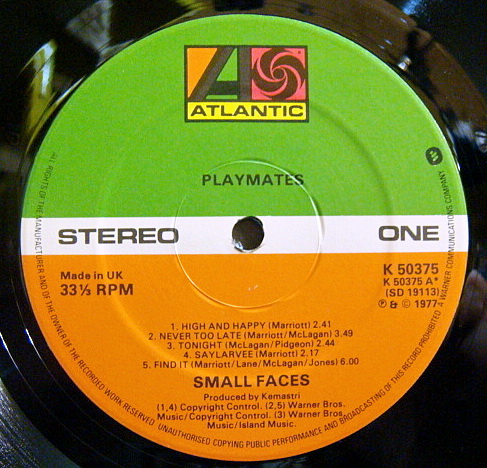 ATLANTIC
PLAYMATES
STEREO ONE
Made in UK
33⅓ RPM
K 50375
K 50375 A*
(SD 19113)
℗ & © 1977
1. HIGH AND HAPPY (Marriott) 2.41
2. NEVER TOO LATE (Marriott/McLagan) 3.49
3. TONIGHT (McLagan/Pidgeon) 2.44
4. SAYLARVEE (Marriott) 2.17
5. FIND IT (Marriott/Lane/McLagan/Jones) 6.00
SMALL FACES
Produced by Kemastri
(1,4) Copyright Control. (2,5) Warner Bros.
Music/Copyright Control. (3) Warner Bros.
Music/Island Music.
ALL RIGHTS OF THE MANUFACTURER AND OF THE OWNER OF THE RECORDED WORK RESERVED UNAUTHORISED COPYING PUBLIC PERFORMANCE AND BROADCASTING OF THIS RECORD PROHIBITED A WARNER COMMUNICATIONS COMPANY